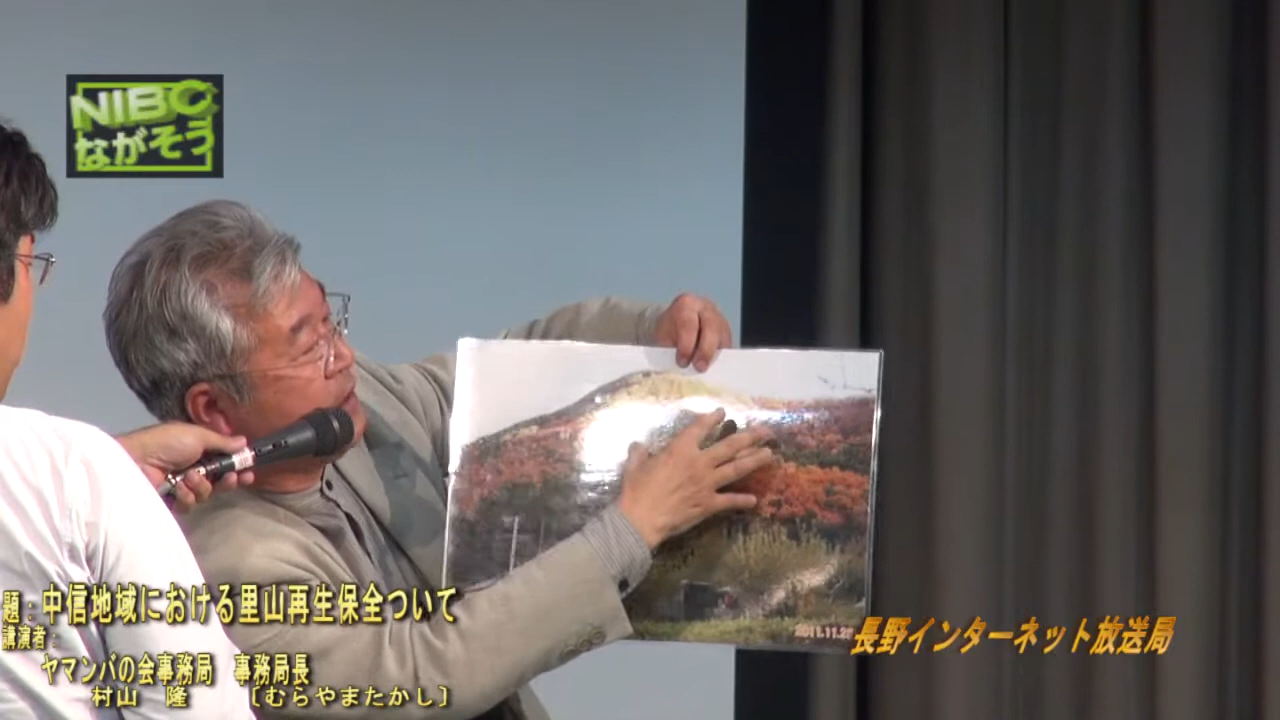 NIBC
ながそう
題：中信地域における里山再生保全ついて
講演者：
ヤマンバの会事務局　事務局長
村山　隆　〔むらやまたかし〕
長野インターネット放送局